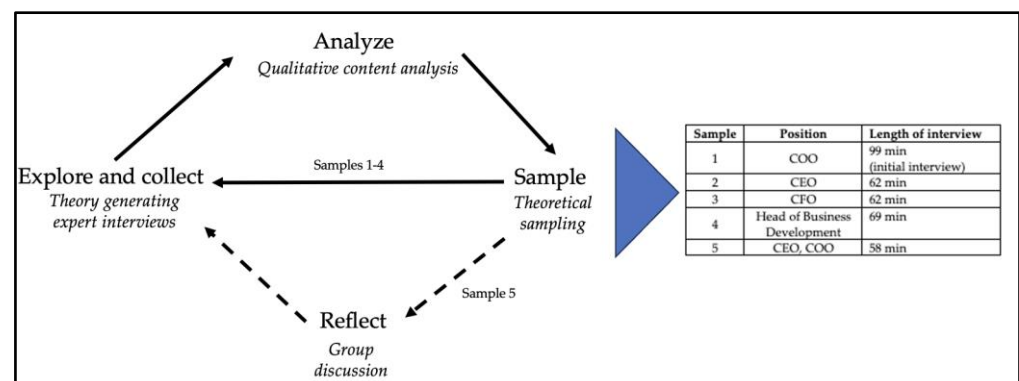 Analyze
Qualitative content analysis
Samples 1-4
Explore and collect
Theory generating
expert interviews
Sample
Theoretical
sampling
Sample 5
Reflect
Group
discussion
Sample Position Length of interview
1 COO 99 min
(initial interview)
2 CEO 62 min
3 CFO 62 min
4 Head of Business Development 69 min
5 CEO, COO 58 min